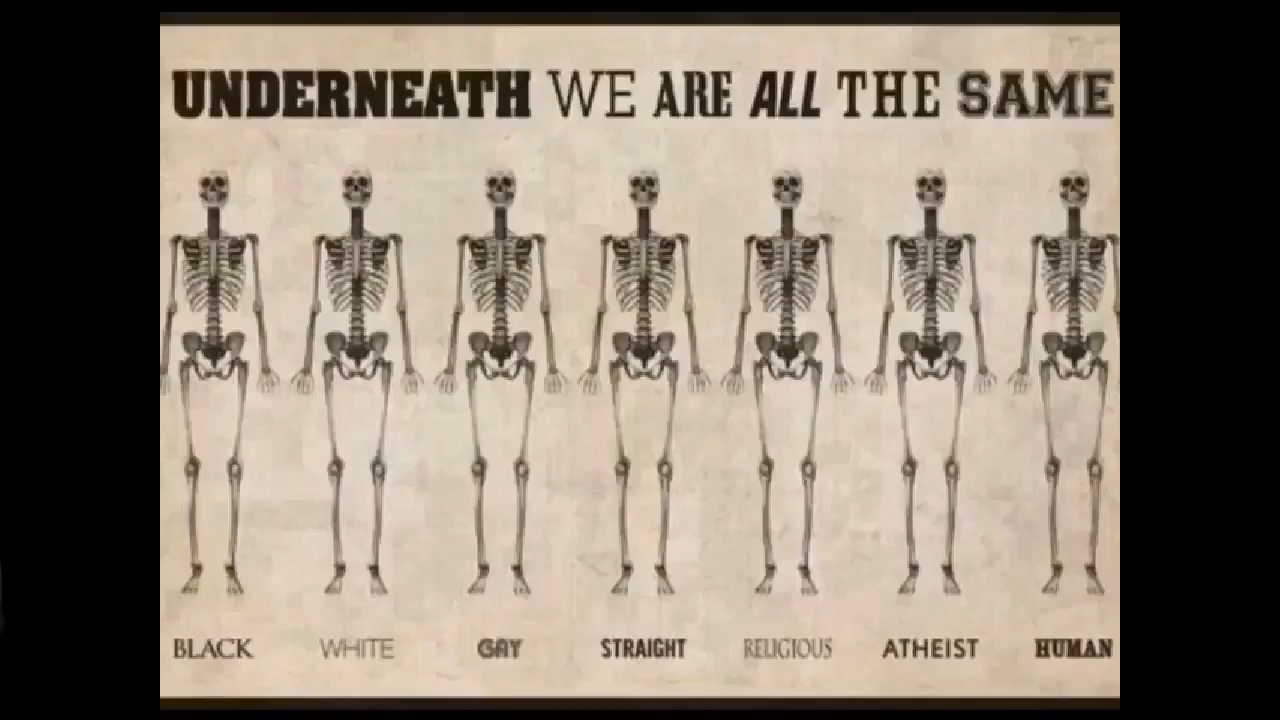 UNDERNEATH WE ARE ALL THE SAME
BLACK WHITE GAY STRAIGHT RELIGIOUS ATHEIST HUMAN